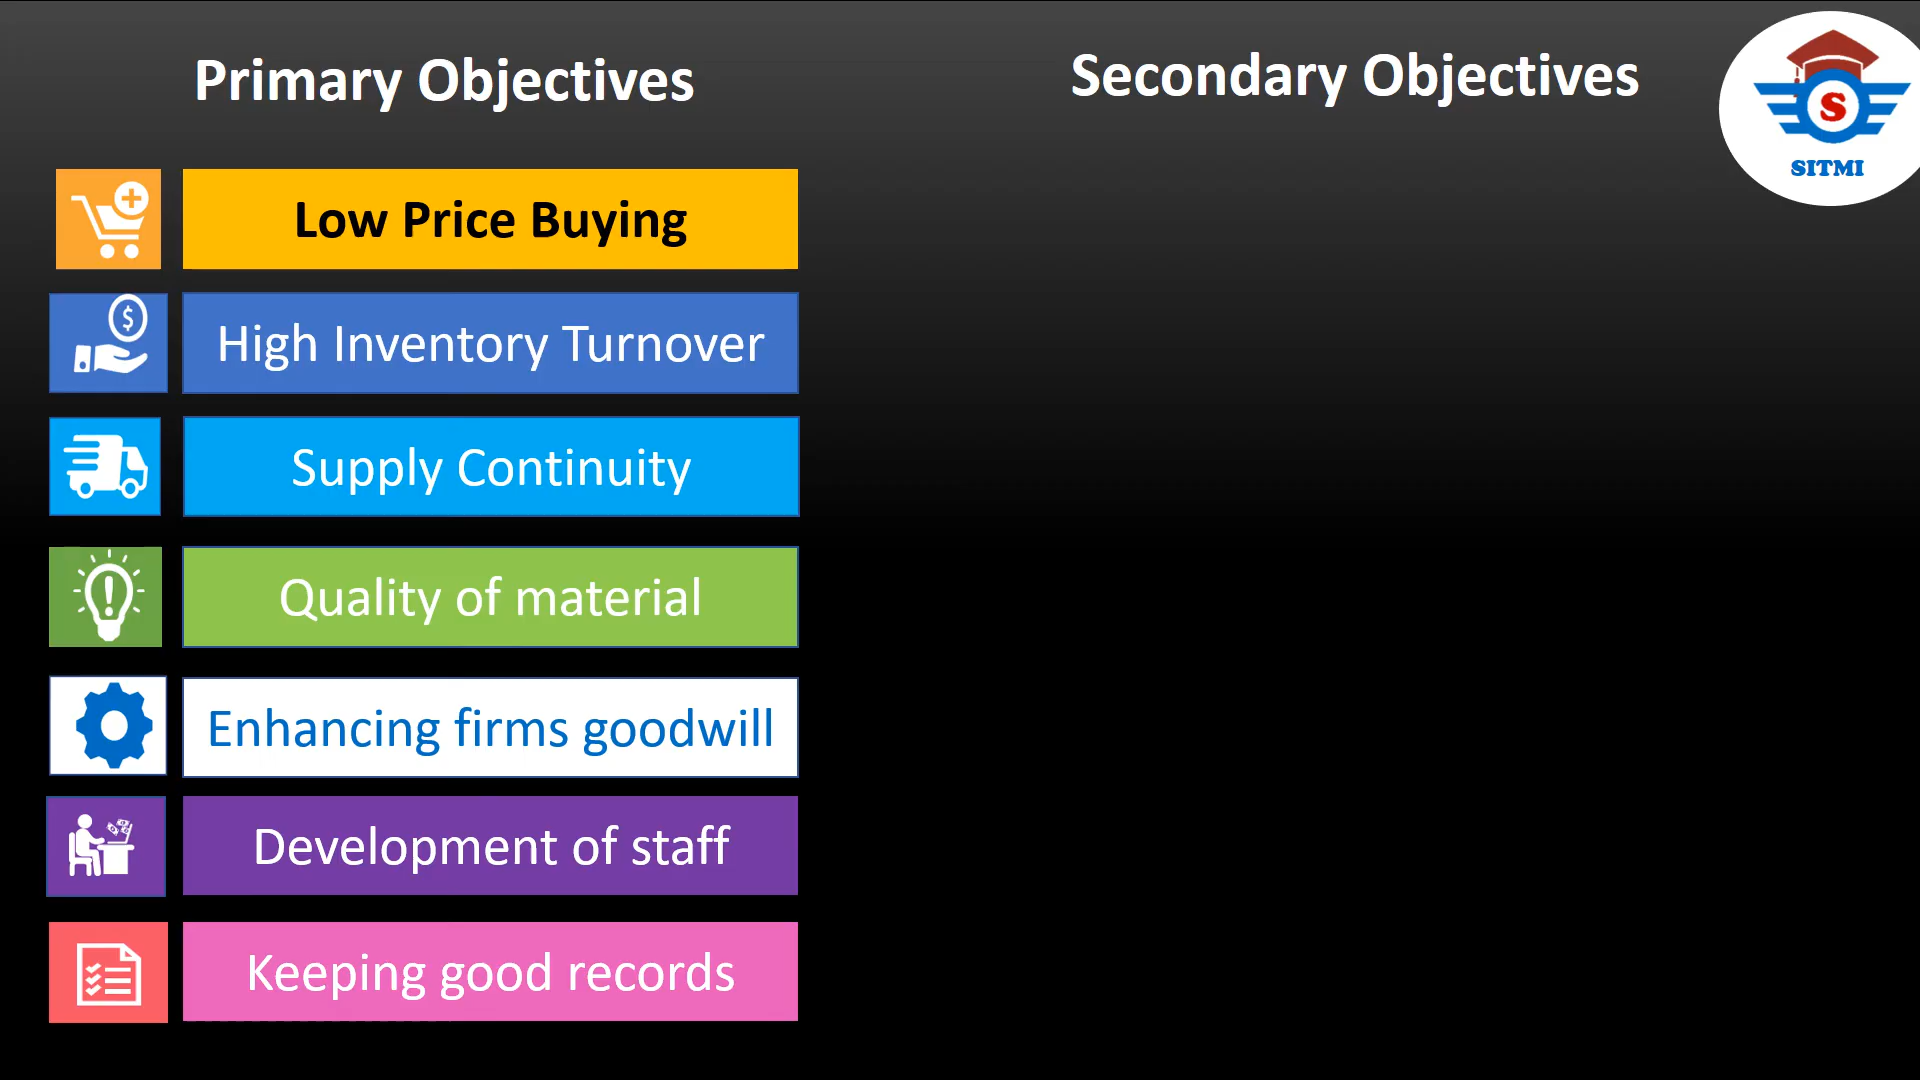 Primary Objectives
Secondary Objectives
S
SITMI
Low Price Buying
$
High Inventory Turnover
Supply Continuity
Quality of material
Enhancing firms goodwill
Development of staff
Keeping good records